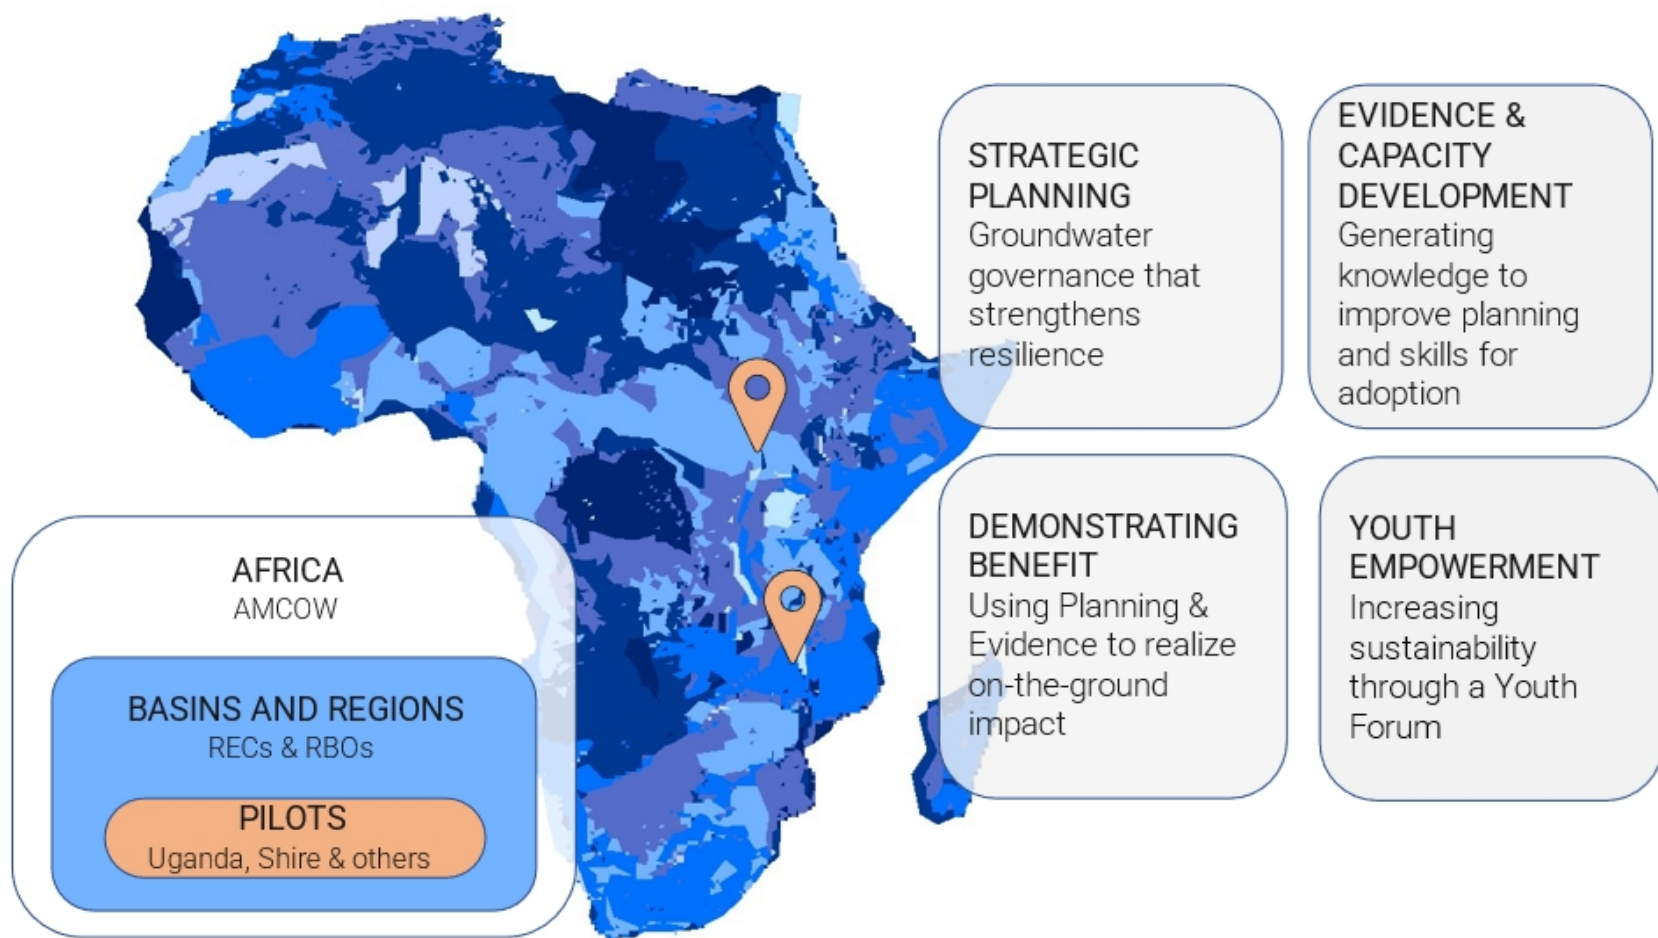 STRATEGIC
PLANNING
Groundwater
governance that
strengthens
resilience
EVIDENCE &
CAPACITY
DEVELOPMENT
Generating
knowledge to
improve planning
and skills for
adoption
DEMONSTRATING
BENEFIT
Using Planning &
Evidence to realize
on-the-ground
impact
YOUTH
EMPOWERMENT
Increasing
sustainability
through a Youth
Forum
AFRICA
AMCOW
BASINS AND REGIONS
RECs & RBOs
PILOTS
Uganda, Shire & others